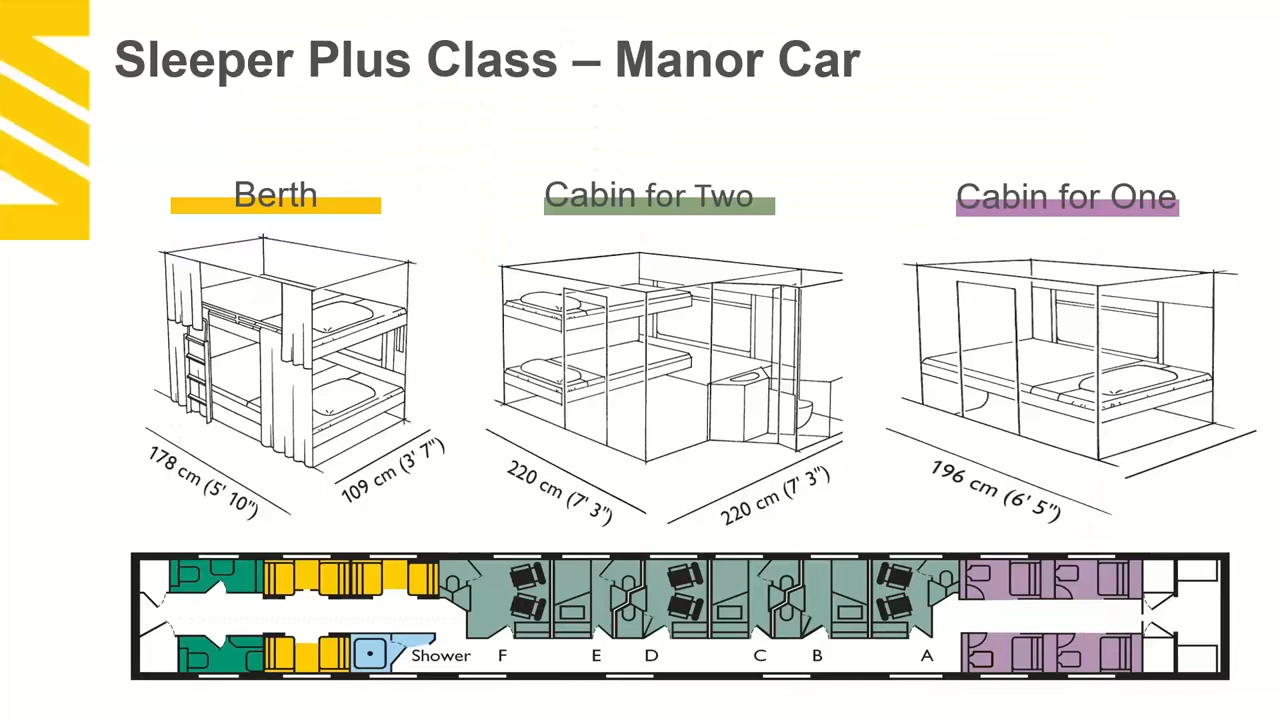 Sleeper Plus Class – Manor Car
Berth
Cabin for Two
Cabin for One
178 cm (5' 10")
109 cm (3' 7")
220 cm (7' 3")
220 cm (7' 3")
196 cm (6' 5")
Shower F E D C B A